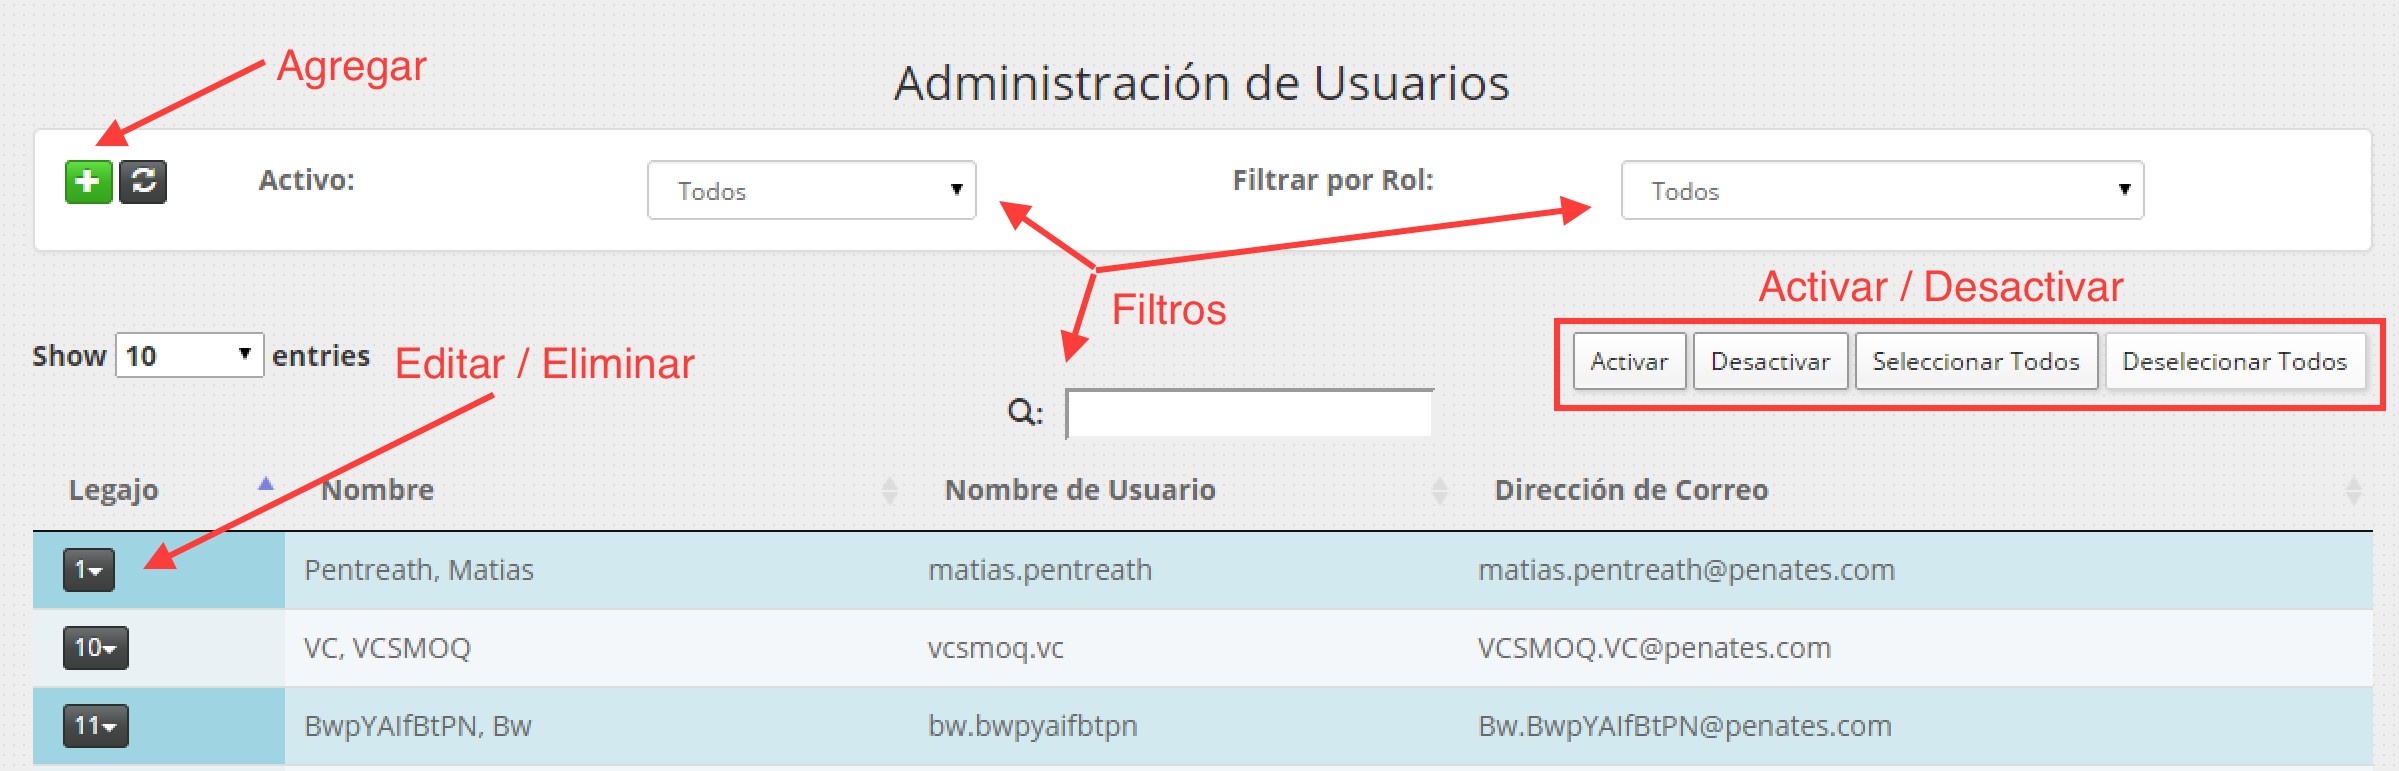 Agregar
Administración de Usuarios
Activo: Todos Filtrar por Rol: Todos
Filtros
Activar / Desactivar
Show 10 entries
Editar / Eliminar
Activar Desactivar Seleccionar Todos Deselecionar Todos
:
Legajo Nombre Nombre de Usuario Dirección de Correo
1 Pentreath, Matias matias.pentreath matias.pentreath@penates.com
10 VC, VCSMOQ vcsmoq.vc VCSMOQ.VC@penates.com
11 BwpYAIfBtPN, Bw bw.bwpyaifbtpn Bw.BwpYAIfBtPN@penates.com